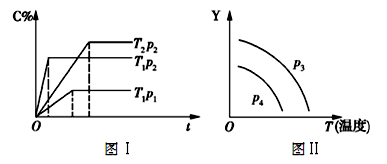 C%
T₂p₂
T₁p₂
T₁p₁
O
t
图 I
Y
p₃
p₄
O
T(温度)
图 II